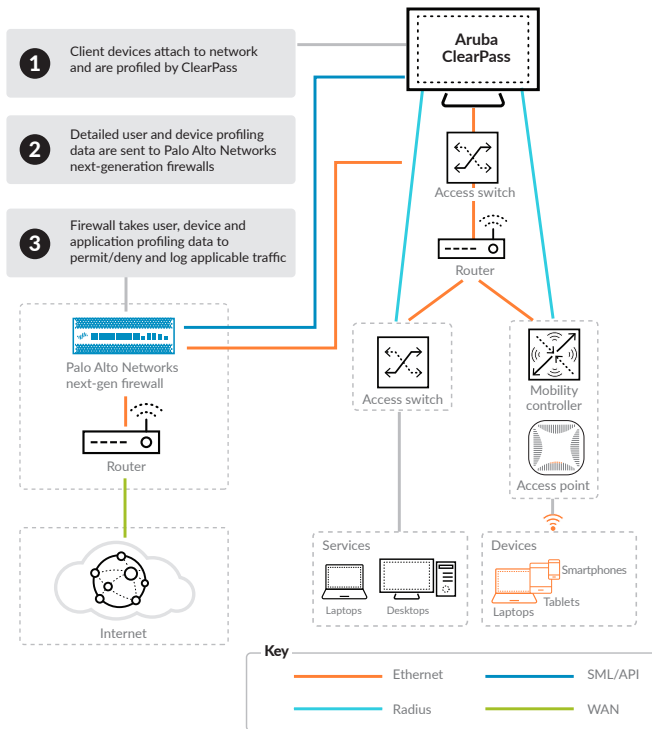 1
Client devices attach to network
and are profiled by ClearPass
2
Detailed user and device profiling
data are sent to Palo Alto Networks
next-generation firewalls
3
Firewall takes user, device and
application profiling data to
permit/deny and log applicable traffic
Aruba
ClearPass
Access switch
Router
Palo Alto Networks
next-gen firewall
Router
Internet
Access switch
Mobility
controller
Access point
Services
Laptops
Desktops
Devices
Smartphones
Tablets
Laptops
Key
Ethernet
SML/API
Radius
WAN